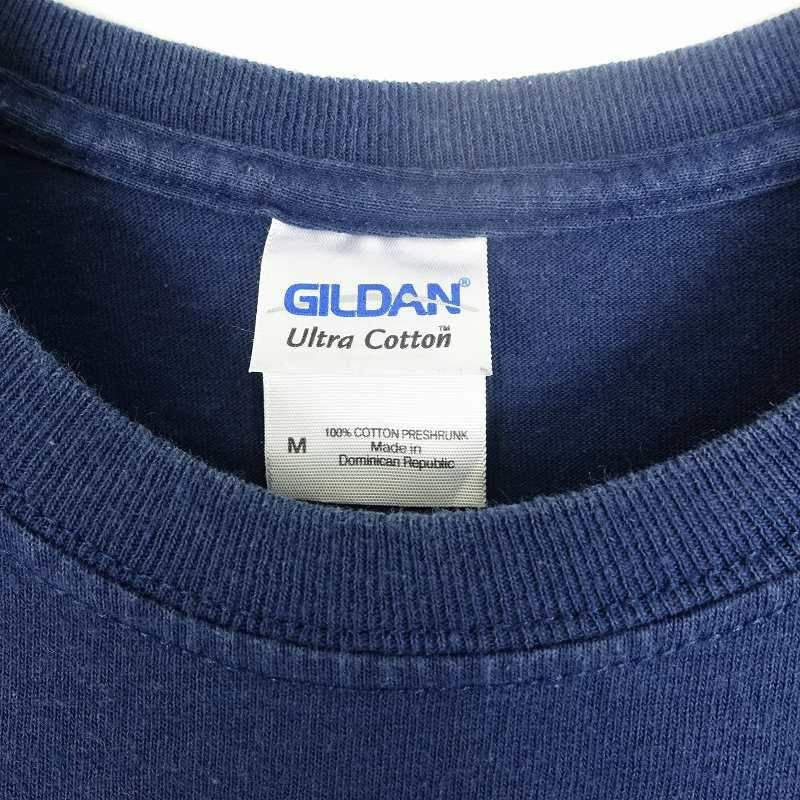 GILDAN®
Ultra Cotton™
M
100% COTTON PRESHRUNK
Made in
Dominican Republic